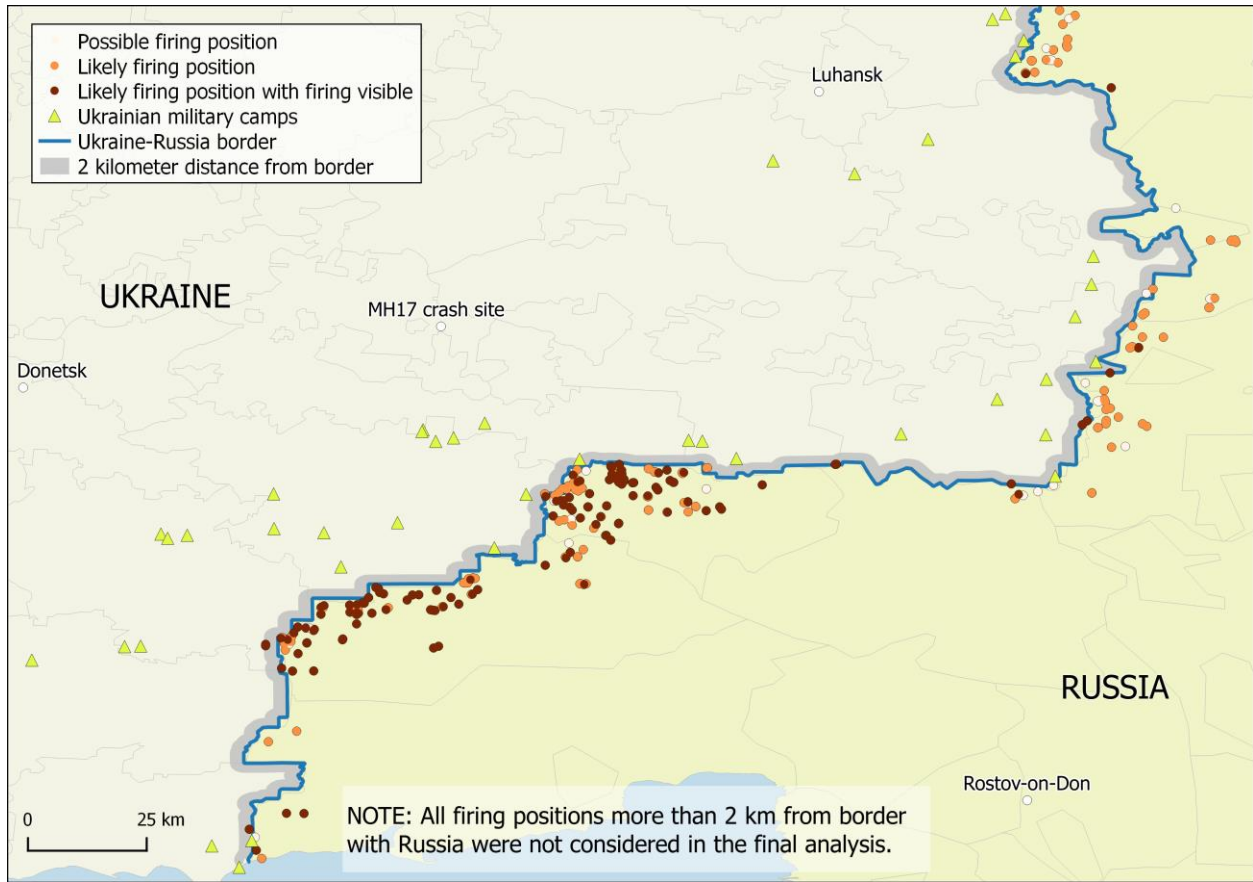 Possible firing position
Likely firing position
Likely firing position with firing visible
Ukrainian military camps
Ukraine-Russia border
2 kilometer distance from border
Luhansk
UKRAINE
MH17 crash site
Donetsk
RUSSIA
Rostov-on-Don
0 25 km
NOTE: All firing positions more than 2 km from border
with Russia were not considered in the final analysis.